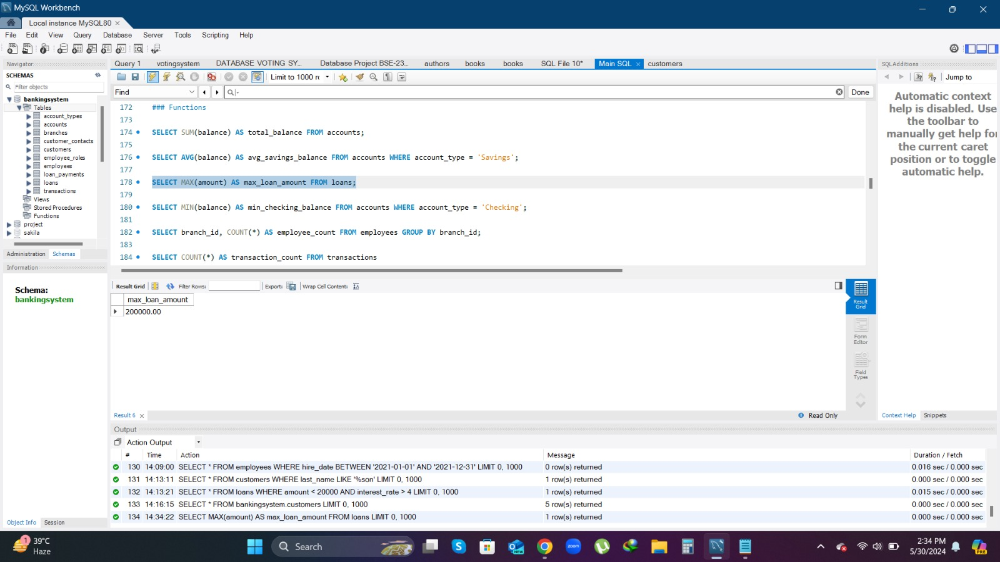 MySQL Workbench
Local instance MySQL80
File Edit View Query Database Server Tools Scripting Help
Navigator
SCHEMAS
Filter objects
bankingsystem
Tables
account_types
accounts
branches
customer_contacts
customers
employee_roles
employees
loan_payments
loans
transactions
Views
Stored Procedures
Functions
project
sakila
Administration Schemas
Information
Schema:
bankingsystem
Object Info Session
Query 1 votingsystem DATABASE VOTING SY... Database Project BSE-23... authors books books SQL File 10* Main SQL customers
Limit to 1000 rc
Find Done
172 ### Functions
173
174 SELECT SUM(balance) AS total_balance FROM accounts;
175
176 SELECT AVG(balance) AS avg_savings_balance FROM accounts WHERE account_type = 'Savings';
177
178 SELECT MAX(amount) AS max_loan_amount FROM loans;
179
180 SELECT MIN(balance) AS min_checking_balance FROM accounts WHERE account_type = 'Checking';
181
182 SELECT branch_id, COUNT(*) AS employee_count FROM employees GROUP BY branch_id;
183
184 SELECT COUNT(*) AS transaction_count FROM transactions
Result Grid Filter Rows: Export: Wrap Cell Content:
max_loan_amount
200000.00
Result Grid
Form Editor
Field Types
Result 6 Read Only
SQLAdditions
Jump to
Automatic context
help is disabled. Use
the toolbar to
manually get help for
the current caret
position or to toggle
automatic help.
Context Help Snippets
Output
Action Output
# Time Action Message Duration / Fetch
130 14:09:00 SELECT * FROM employees WHERE hire_date BETWEEN '2021-01-01' AND '2021-12-31' LIMIT 0, 1000 0 row(s) returned 0.016 sec / 0.000 sec
131 14:13:11 SELECT * FROM customers WHERE last_name LIKE '%son' LIMIT 0, 1000 1 row(s) returned 0.000 sec / 0.000 sec
132 14:13:21 SELECT * FROM loans WHERE amount < 20000 AND interest_rate > 4 LIMIT 0, 1000 1 row(s) returned 0.015 sec / 0.000 sec
133 14:16:15 SELECT * FROM bankingsystem.customers LIMIT 0, 1000 5 row(s) returned 0.000 sec / 0.000 sec
134 14:34:22 SELECT MAX(amount) AS max_loan_amount FROM loans LIMIT 0, 1000 1 row(s) returned 0.000 sec / 0.000 sec
1
39°C
Haze
Search
NEW
zoom
2:34 PM
5/30/2024
PRE